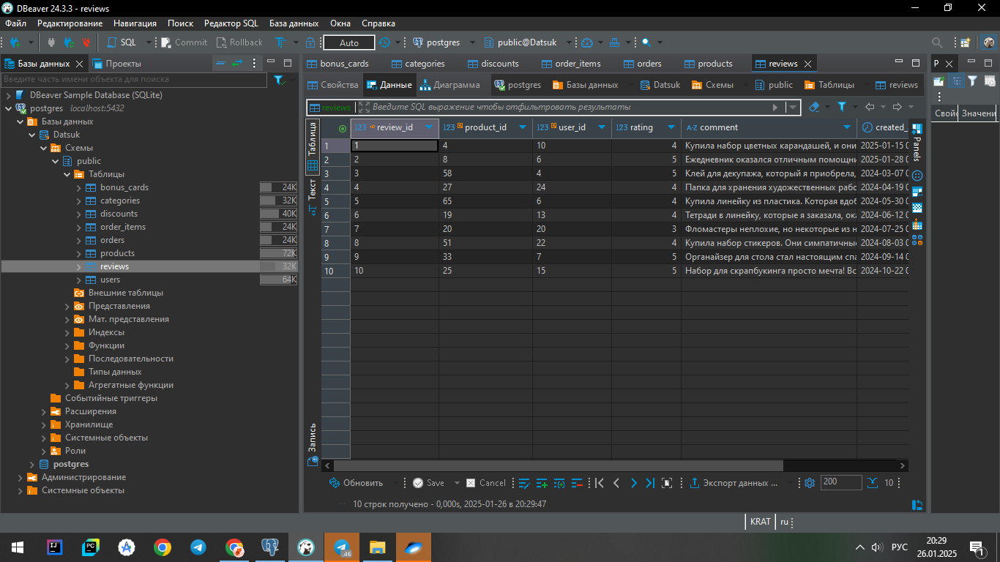 DBeaver 24.3.3 - reviews
Файл Редактирование Навигация Поиск Редактор SQL База данных Окна Справка
SQL Commit Rollback Auto postgres public@Datsuk
Базы данных Проекты
Введите часть имени объекта для поиска
DBeaver Sample Database (SQLite)
postgres localhost:5432
Базы данных
Datsuk
Схемы
public
Таблицы
bonus_cards 24K
categories 32K
discounts 40K
order_items 24K
orders 24K
products 72K
reviews 32K
users 64K
Внешние таблицы
Представления
Мат. представления
Индексы
Функции
Последовательности
Типы данных
Агрегатные функции
Событийные триггеры
Расширения
Хранилище
Системные объекты
Роли
postgres
Администрирование
Системные объекты
bonus_cards categories discounts order_items orders products reviews
Свойства Данные Диаграмма postgres Базы данных Datsuk Схемы public Таблицы reviews
reviews Введите SQL выражение чтобы отфильтровать результаты
Таблица
Текст
Запись
123 review_id 123 product_id 123 user_id 123 rating A-Z comment created_
1 1 4 10 4 Купила набор цветных карандашей, и они 2025-01-15 0
2 2 8 6 5 Ежедневник оказался отличным помощни 2025-01-28 0
3 3 58 4 5 Клей для декупажа, который я приобрела, 2024-03-07 0
4 4 27 24 4 Папка для хранения художественных рабо 2024-04-19 0
5 5 65 6 4 Купила линейку из пластика. Которая вдоб 2024-05-30 0
6 6 19 13 4 Тетради в линейку, которые я заказала, ока 2024-06-12 0
7 7 20 20 3 Фломастеры неплохие, но некоторые из н 2024-07-25 0
8 8 51 22 4 Купила набор стикеров. Они симпатичны 2024-08-03 0
9 9 33 7 5 Органайзер для стола стал настоящим спа 2024-09-14 0
10 10 25 15 5 Набор для скрапбукинга просто мечта! Вс 2024-10-22 0
Panels
Р
Свойс Значени
Обновить Save Cancel Экспорт данных ... 200 10
10 строк получено - 0,000s, 2025-01-26 в 20:29:47
KRAT ru
PC
..46
РУС
20:29
26.01.2025
1